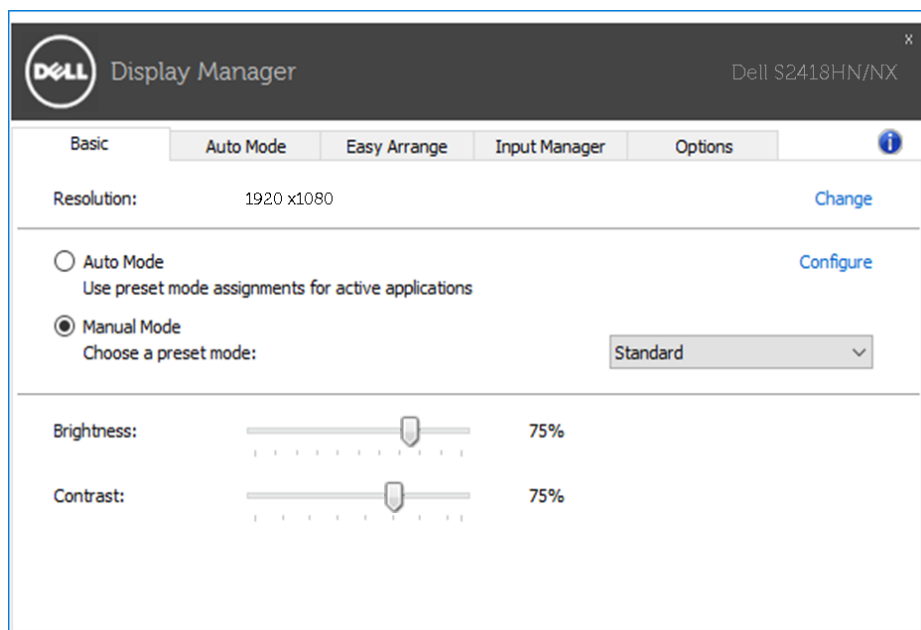 x
DELL Display Manager Dell S2418HN/NX
Basic Auto Mode Easy Arrange Input Manager Options i
Resolution: 1920 x1080 Change
Auto Mode Configure
Use preset mode assignments for active applications
Manual Mode
Choose a preset mode: Standard
Brightness: 75%
Contrast: 75%